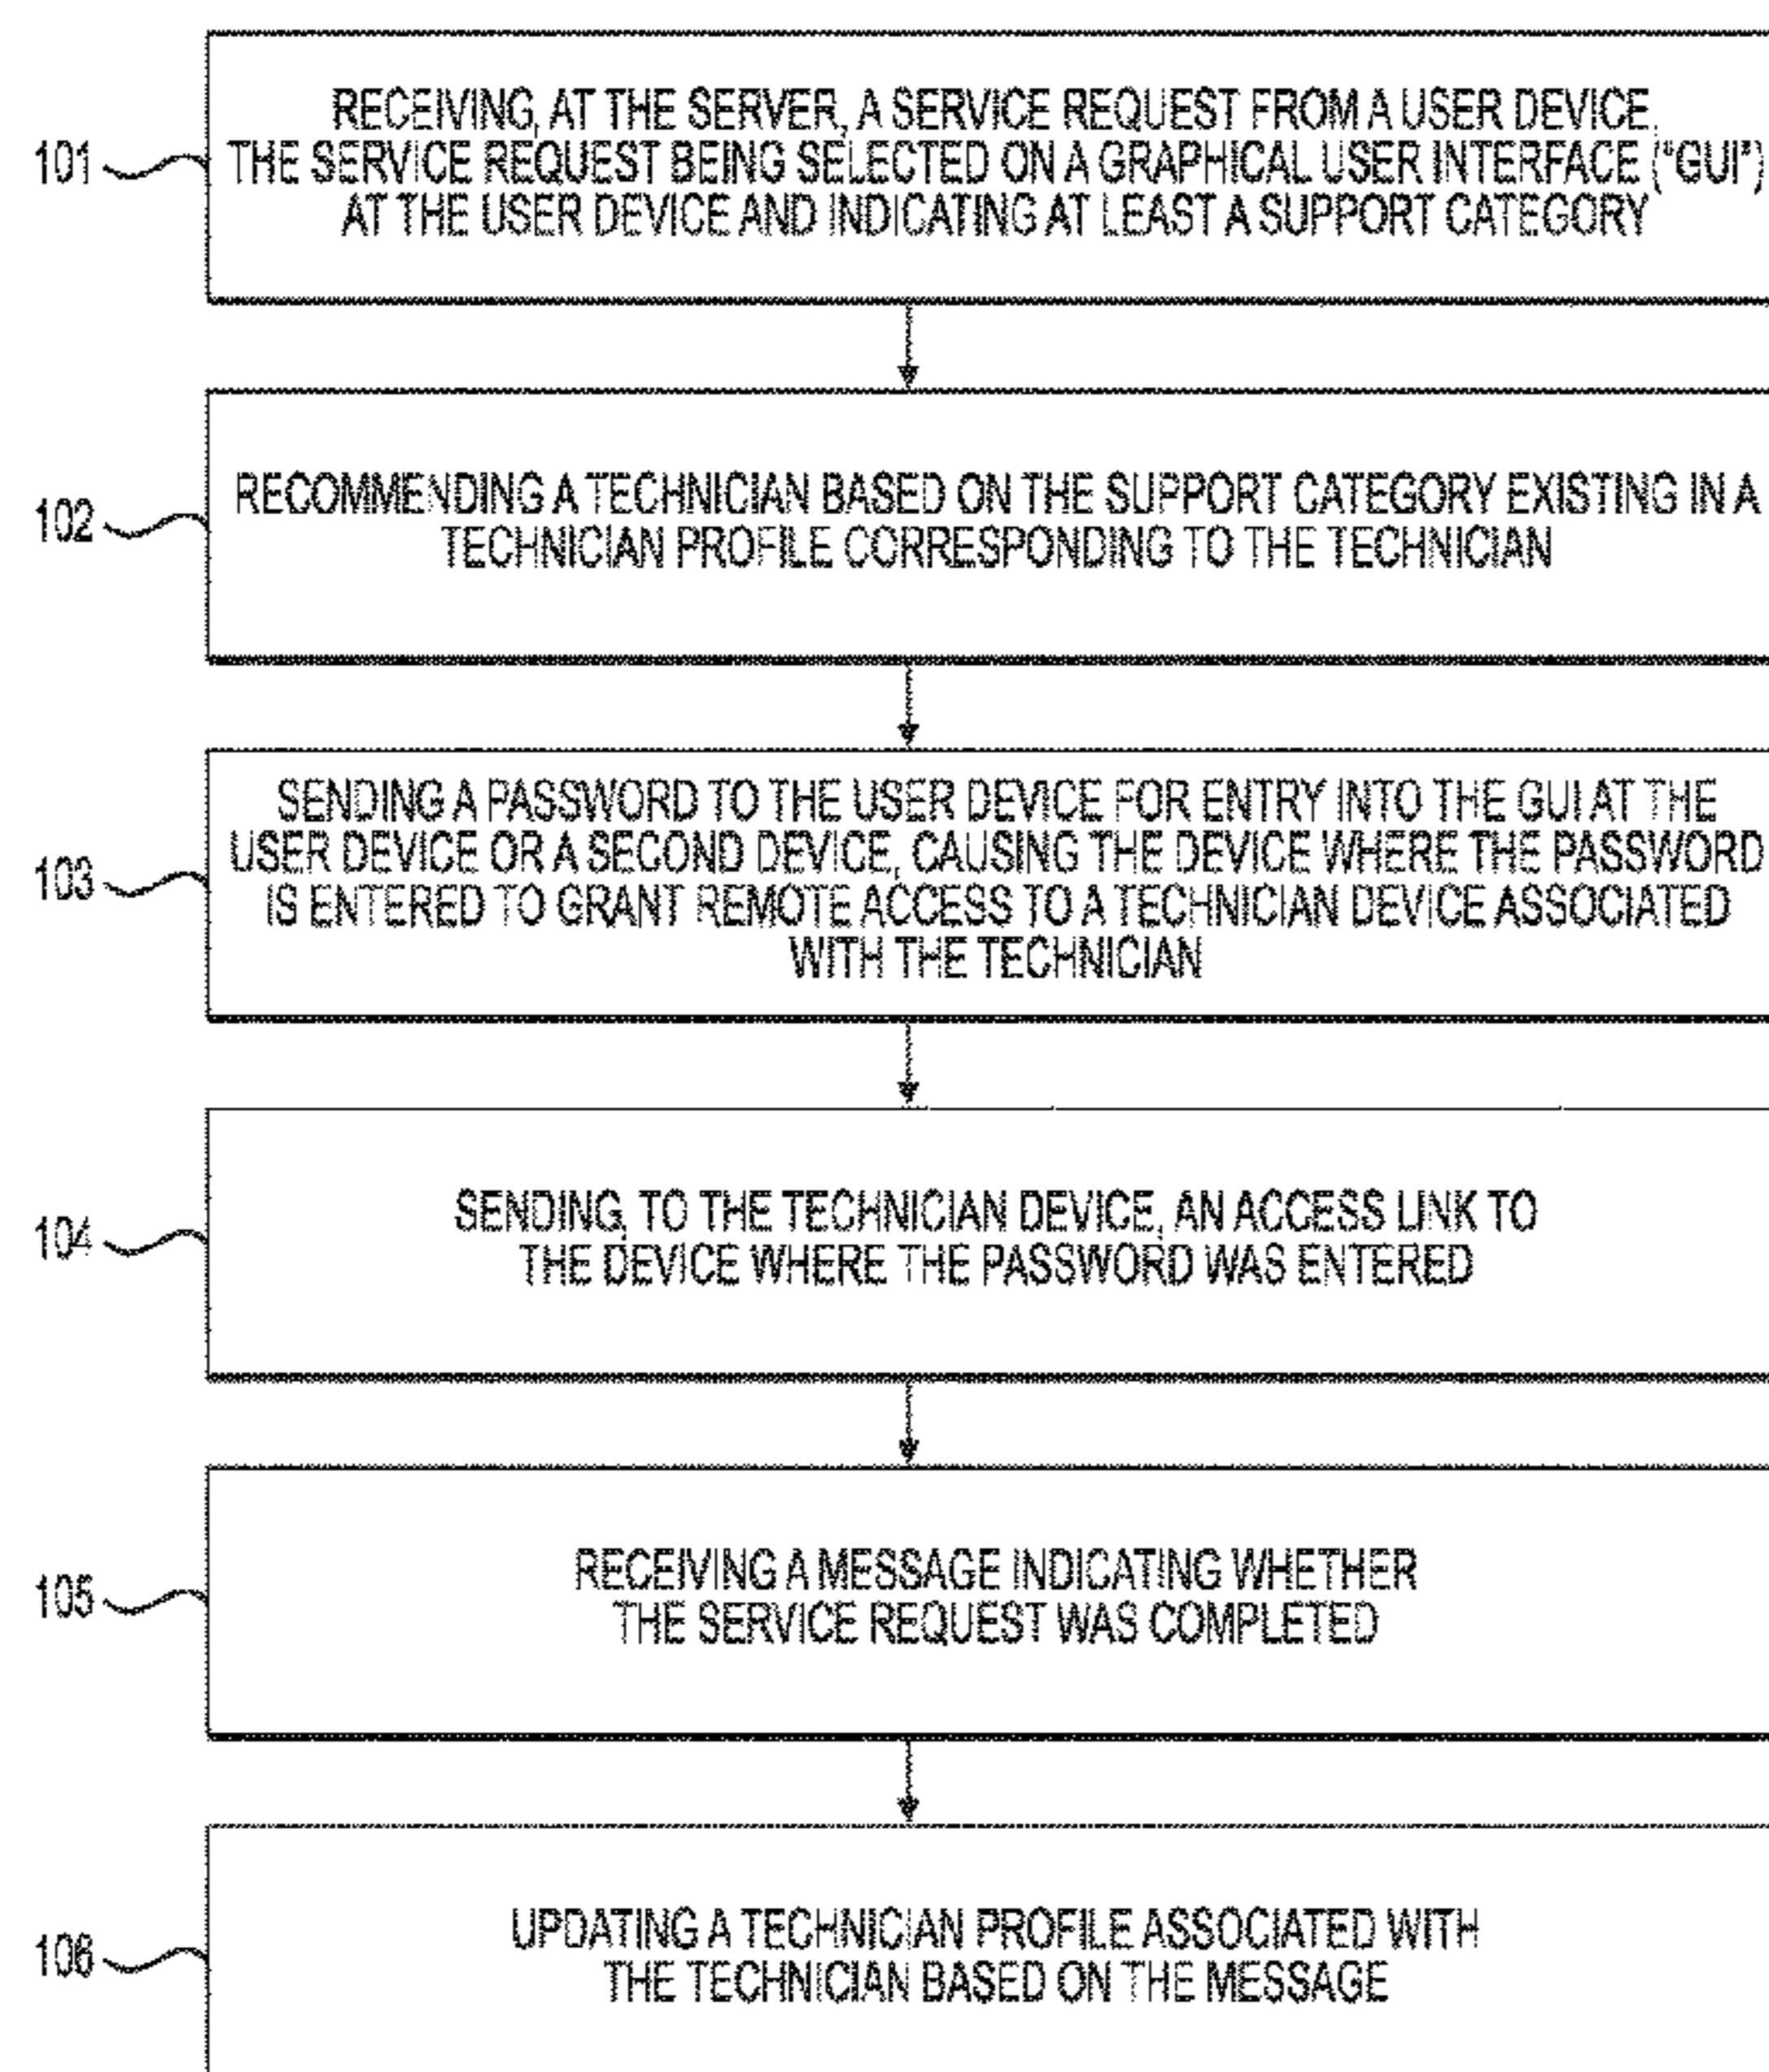 RECEIVING, AT THE SERVER, A SERVICE REQUEST FROM A USER DEVICE,
101 THE SERVICE REQUEST BEING SELECTED ON A GRAPHICAL USER INTERFACE ("GUI")
AT THE USER DEVICE AND INDICATING AT LEAST A SUPPORT CATEGORY
102 RECOMMENDING A TECHNICIAN BASED ON THE SUPPORT CATEGORY EXISTING IN A
TECHNICIAN PROFILE CORRESPONDING TO THE TECHNICIAN
SENDING A PASSWORD TO THE USER DEVICE FOR ENTRY INTO THE GUI AT THE
USER DEVICE OR A SECOND DEVICE, CAUSING THE DEVICE WHERE THE PASSWORD
103 IS ENTERED TO GRANT REMOTE ACCESS TO A TECHNICIAN DEVICE ASSOCIATED
WITH THE TECHNICIAN
104 SENDING, TO THE TECHNICIAN DEVICE, AN ACCESS LINK TO
THE DEVICE WHERE THE PASSWORD WAS ENTERED
105 RECEIVING A MESSAGE INDICATING WHETHER
THE SERVICE REQUEST WAS COMPLETED
106 UPDATING A TECHNICIAN PROFILE ASSOCIATED WITH
THE TECHNICIAN BASED ON THE MESSAGE